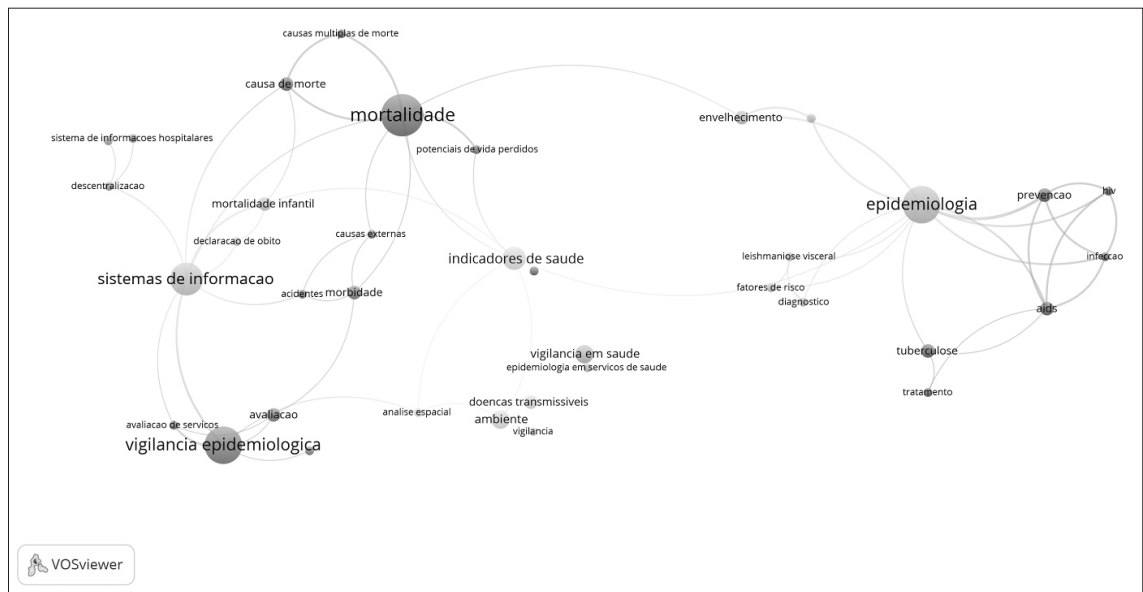 causas multiplas de morte
causa de morte
mortalidade
envelhecimento
sistema de informacoes hospitalares
potenciais de vida perdidos
descentralizacao
prevencao
hiv
mortalidade infantil
epidemiologia
causas externas
declaracao de obito
indicadores de saude
leishmaniose visceral
infeccao
sistemas de informacao
acidentes
morbidade
fatores de risco
diagnostico
aids
vigilancia em saude
tuberculose
epidemiologia em servicos de saude
tratamento
doencas transmissiveis
avaliacao
analise espacial
ambiente
avaliacao de servicos
vigilancia
vigilancia epidemiologica
VOSviewer